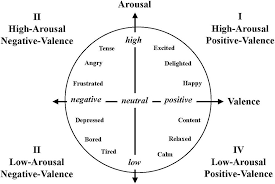 Arousal
II
High-Arousal
Negative-Valence
I
High-Arousal
Positive-Valence
high
Tense
Excited
Angry
Delighted
Frustrated
Happy
negative
neutral
positive
Valence
Depressed
Content
Bored
Relaxed
Tired
Calm
low
II
Low-Arousal
Negative-Valence
IV
Low-Arousal
Positive-Valence